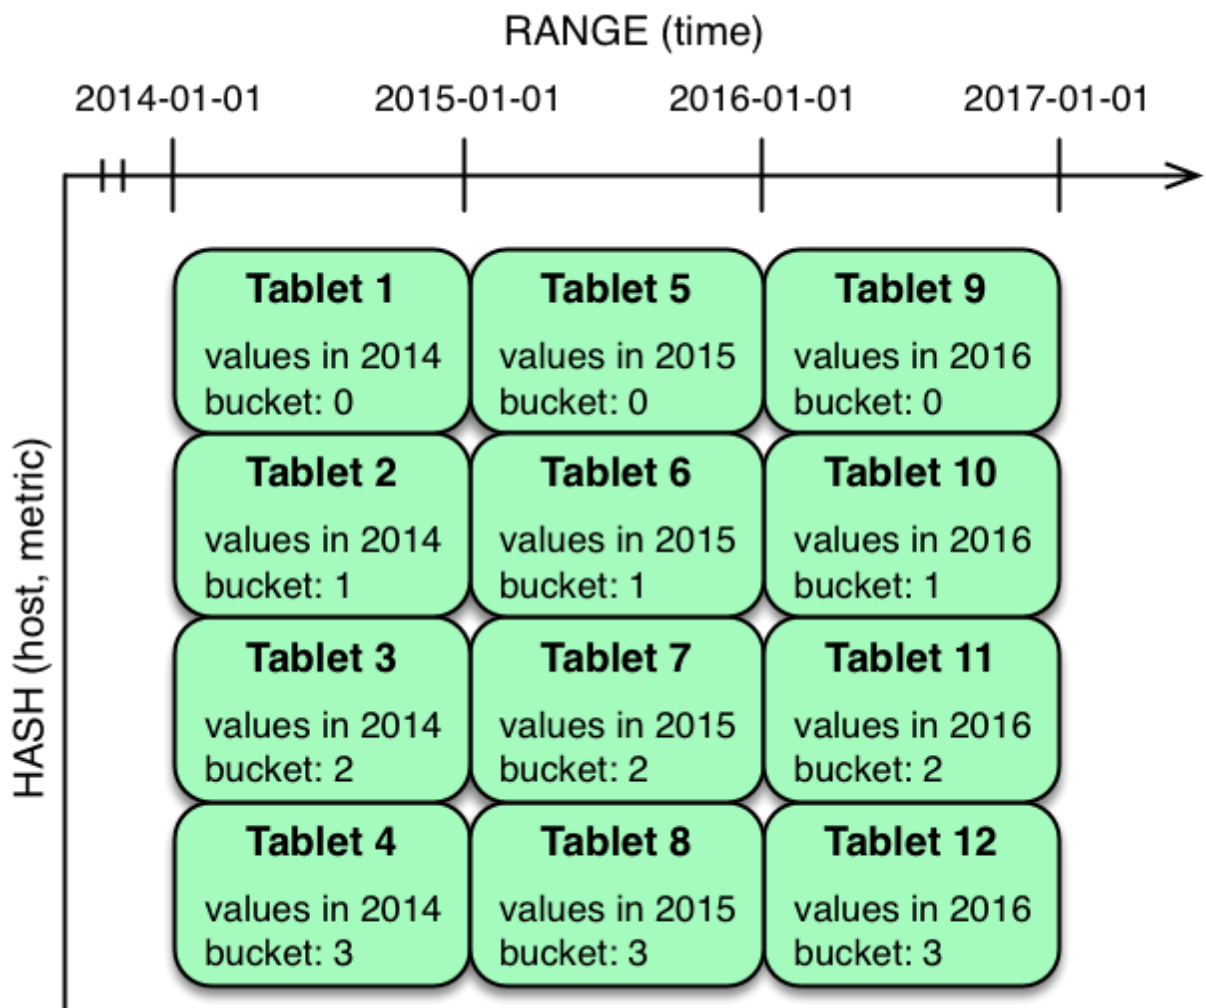 RANGE (time)
2014-01-01 2015-01-01 2016-01-01 2017-01-01
HASH (host, metric)
Tablet 1
values in 2014
bucket: 0
Tablet 5
values in 2015
bucket: 0
Tablet 9
values in 2016
bucket: 0
Tablet 2
values in 2014
bucket: 1
Tablet 6
values in 2015
bucket: 1
Tablet 10
values in 2016
bucket: 1
Tablet 3
values in 2014
bucket: 2
Tablet 7
values in 2015
bucket: 2
Tablet 11
values in 2016
bucket: 2
Tablet 4
values in 2014
bucket: 3
Tablet 8
values in 2015
bucket: 3
Tablet 12
values in 2016
bucket: 3